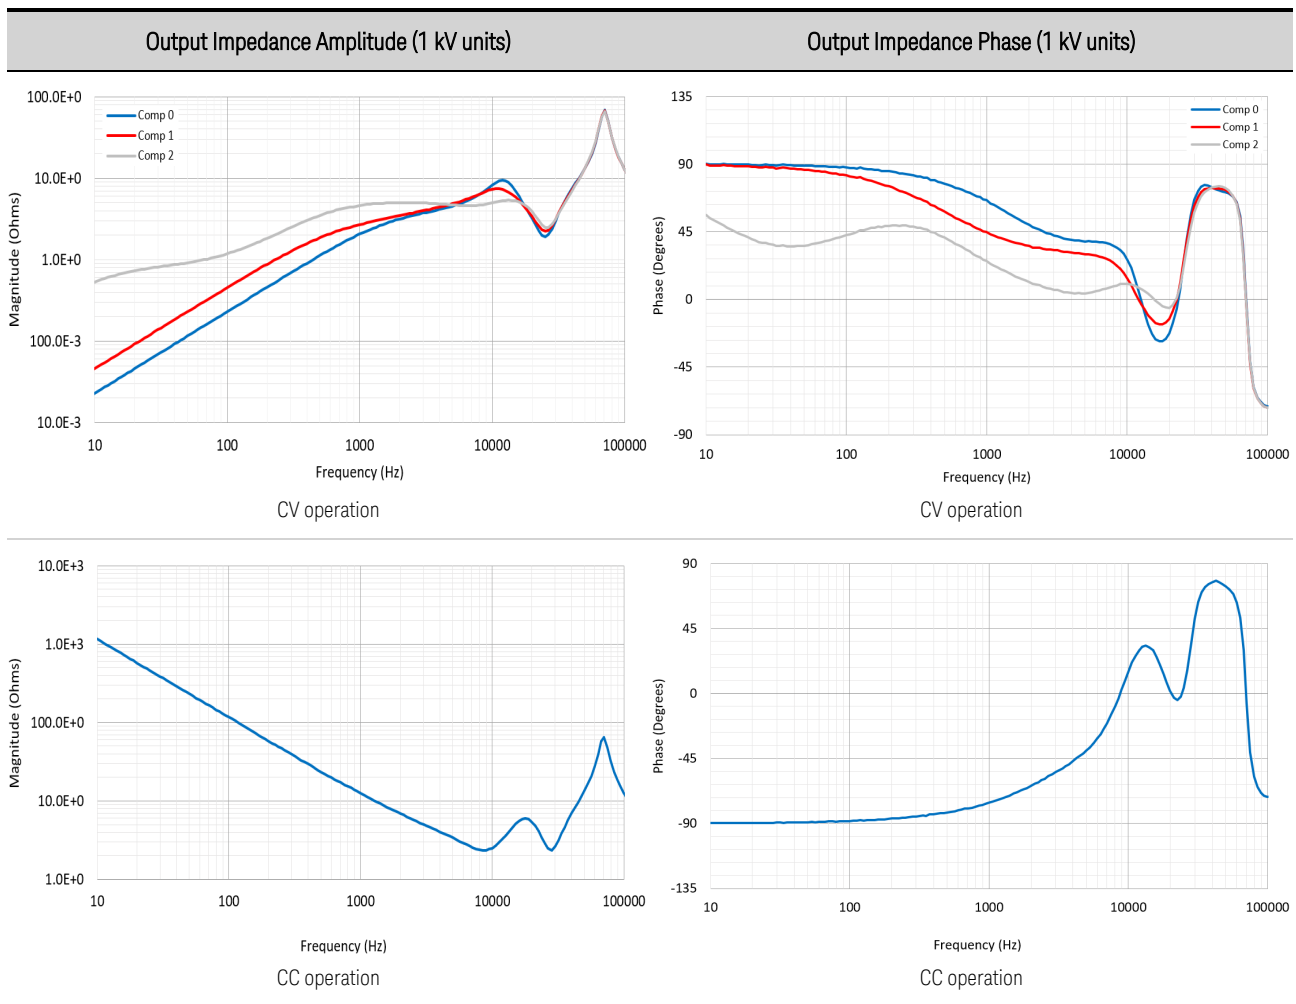 Output Impedance Amplitude (1 kV units)
Output Impedance Phase (1 kV units)
100.0E+0
10.0E+0
1.0E+0
100.0E-3
10.0E-3
Magnitude (Ohms)
Comp 0
Comp 1
Comp 2
10
100
1000
10000
100000
Frequency (Hz)
CV operation
135
90
45
0
-45
-90
Phase (Degrees)
Comp 0
Comp 1
Comp 2
10
100
1000
10000
100000
Frequency (Hz)
CV operation
10.0E+3
1.0E+3
100.0E+0
10.0E+0
1.0E+0
Magnitude (Ohms)
10
100
1000
10000
100000
Frequency (Hz)
CC operation
90
45
0
-45
-90
-135
Phase (Degrees)
10
100
1000
10000
100000
Frequency (Hz)
CC operation